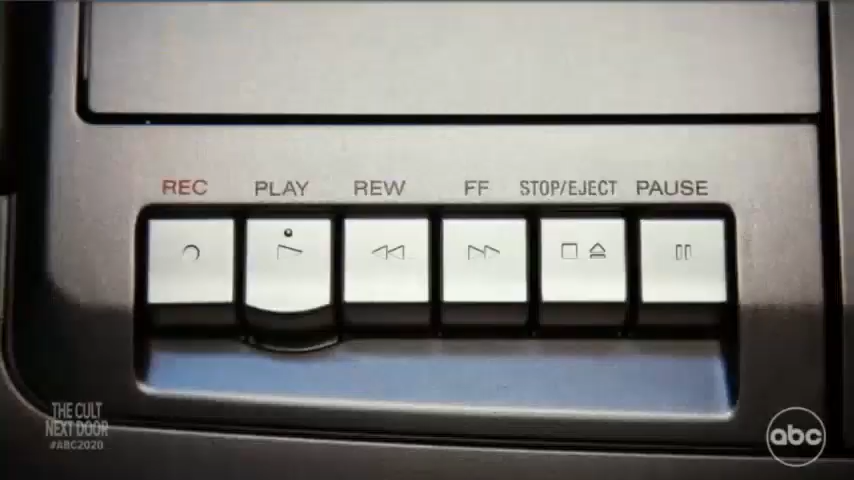 REC PLAY REW FF STOP/EJECT PAUSE
THE CULT
NEXT DOOR
#ABC2020
abc